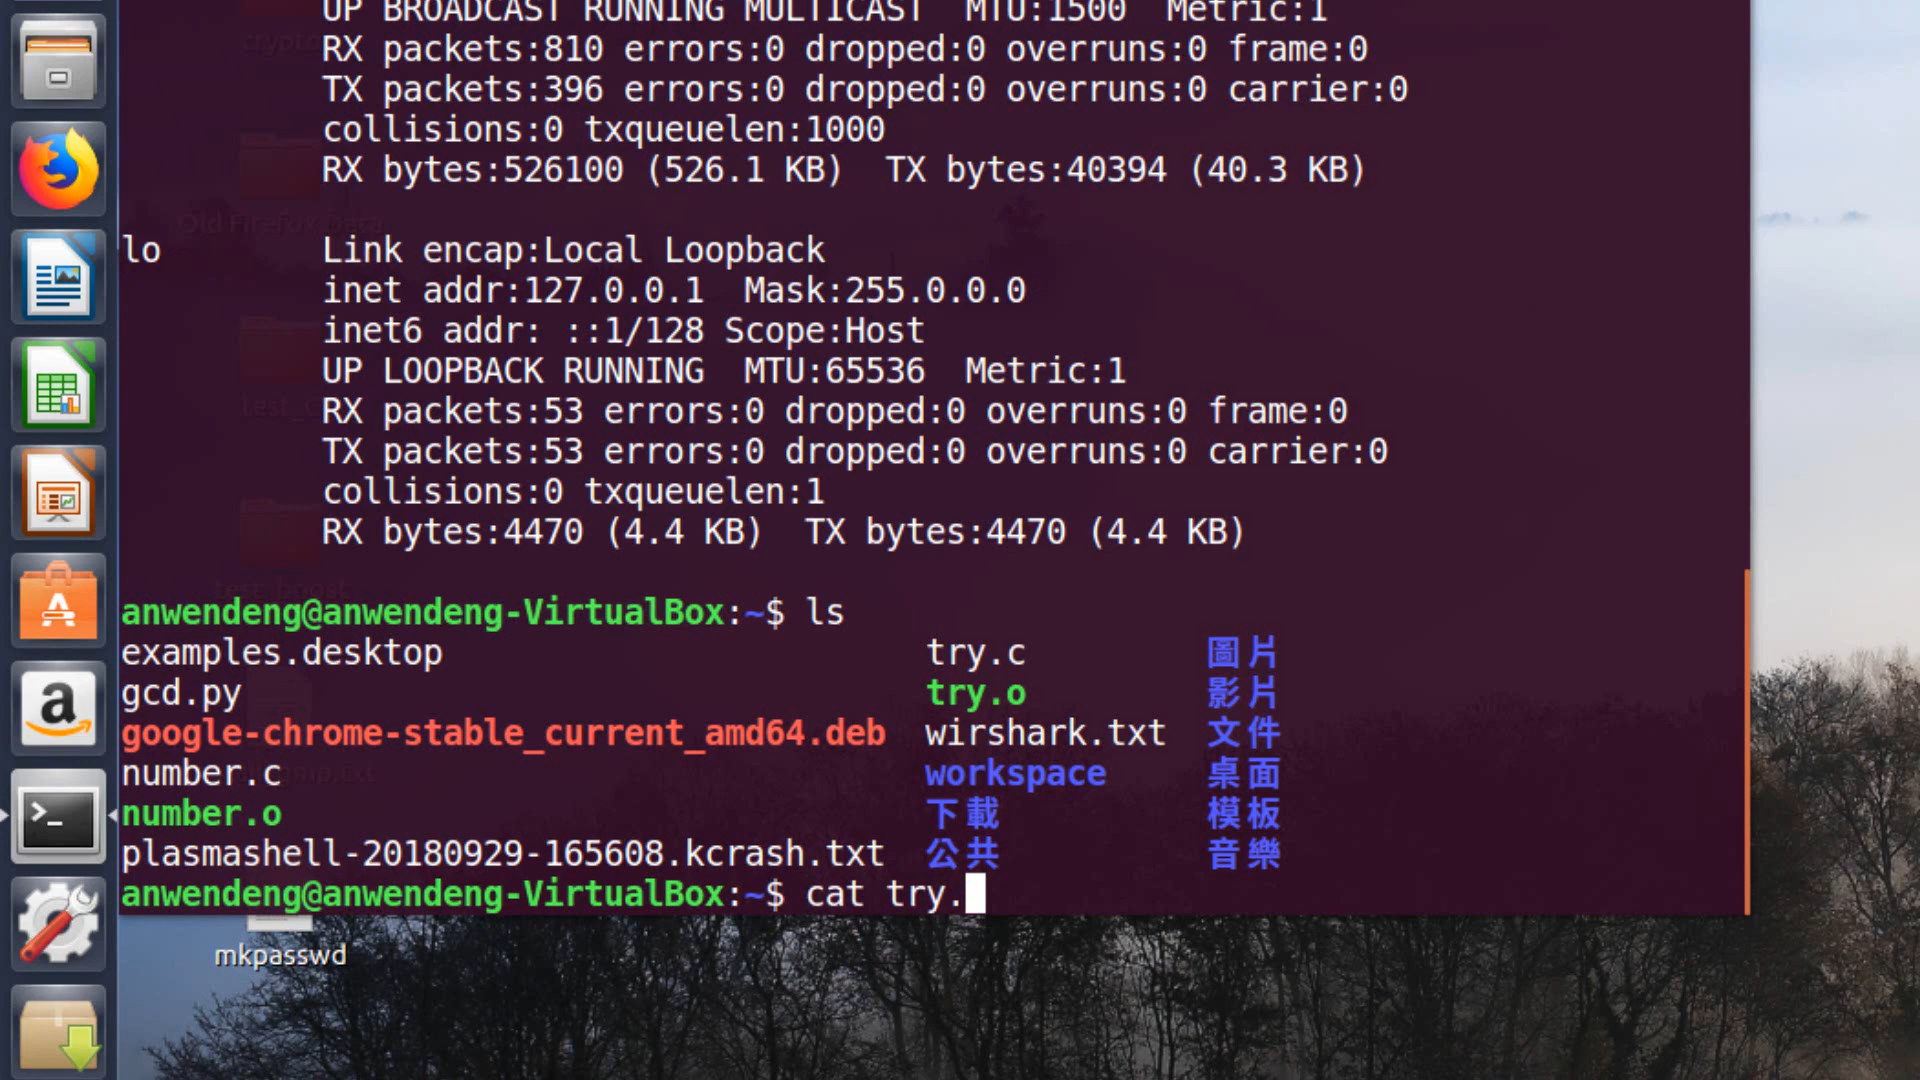 UP BROADCAST RUNNING MULTICAST  MTU:1500  Metric:1
RX packets:810 errors:0 dropped:0 overruns:0 frame:0
TX packets:396 errors:0 dropped:0 overruns:0 carrier:0
collisions:0 txqueuelen:1000
RX bytes:526100 (526.1 KB)  TX bytes:40394 (40.3 KB)
Old Firefox Data
lo        Link encap:Local Loopback
inet addr:127.0.0.1  Mask:255.0.0.0
inet6 addr: ::1/128 Scope:Host
UP LOOPBACK RUNNING  MTU:65536  Metric:1
RX packets:53 errors:0 dropped:0 overruns:0 frame:0
TX packets:53 errors:0 dropped:0 overruns:0 carrier:0
collisions:0 txqueuelen:1
RX bytes:4470 (4.4 KB)  TX bytes:4470 (4.4 KB)
test_boost
anwendeng@anwendeng-VirtualBox:~$ ls
examples.desktop                        try.c         圖片
gcd.py                                  try.o         影片
google-chrome-stable_current_amd64.deb  wirshark.txt  文件
number.c                                workspace     桌面
number.o                                下載          模板
plasmashell-20180929-165608.kcrash.txt  公共          音樂
anwendeng@anwendeng-VirtualBox:~$ cat try.
mkpasswd